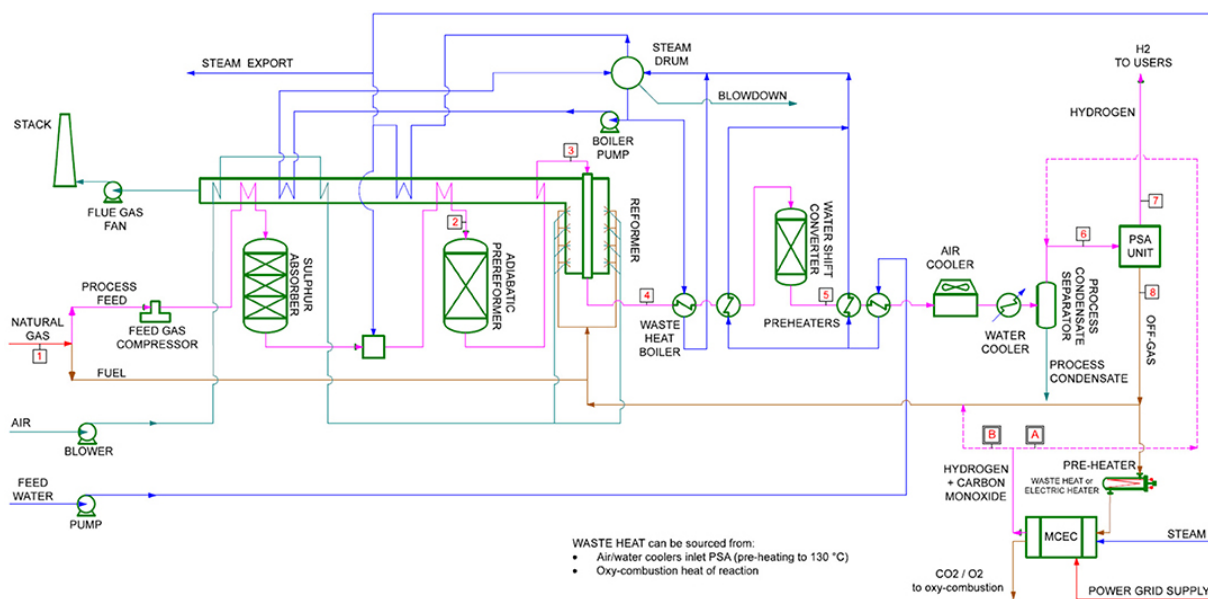 STEAM EXPORT
STEAM
DRUM
BLOWDOWN
H2
TO USERS
HYDROGEN
STACK
BOILER
PUMP
3
FLUE GAS
FAN
REFORMER
2
SULPHUR
ABSORBER
ADIABATIC
PREREFORMER
WATER SHIFT
CONVERTER
7
6
PSA
UNIT
AIR
COOLER
PROCESS
FEED
NATURAL
GAS
1
FEED GAS
COMPRESSOR
4
WASTE
HEAT
BOILER
5
PREHEATERS
WATER
COOLER
PROCESS
CONDENSATE
SEPARATOR
8
OFF-GAS
PROCESS
CONDENSATE
FUEL
AIR
BLOWER
B
A
FEED
WATER
PUMP
HYDROGEN
+ CARBON
MONOXIDE
PRE-HEATER
WASTE HEAT or
ELECTRIC HEATER
MCEC
STEAM
WASTE HEAT can be sourced from:
• Air/water coolers inlet PSA (pre-heating to 130 °C)
• Oxy-combustion heat of reaction
CO2 / O2
to oxy-combustion
POWER GRID SUPPLY